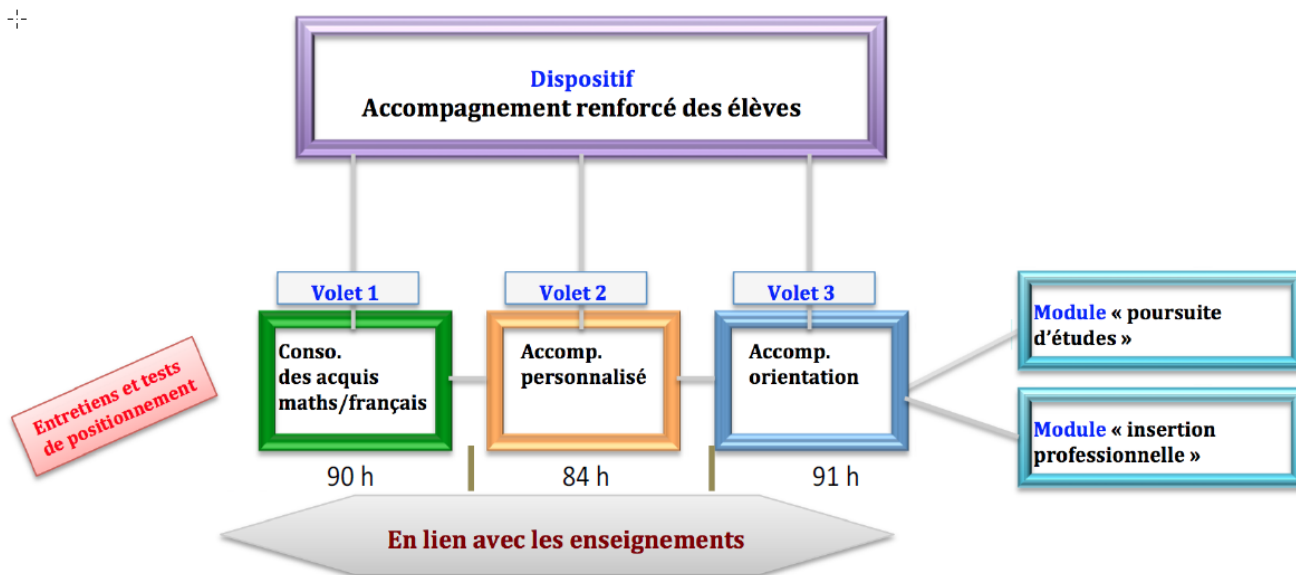 Dispositif
Accompagnement renforcé des élèves
Volet 1
Volet 2
Volet 3
Conso.
des acquis
maths/français
Accomp.
personnalisé
Accomp.
orientation
Module « poursuite
d’études »
Module « insertion
professionnelle »
Entretiens et tests
de positionnement
90 h
84 h
91 h
En lien avec les enseignements